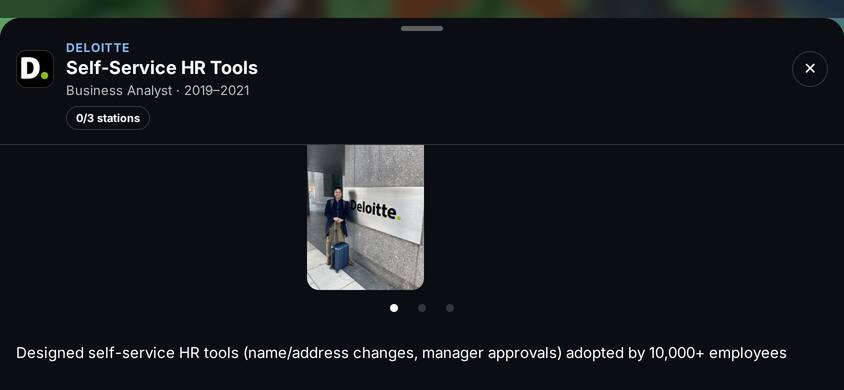 DELOITTE
D.
Self-Service HR Tools
Business Analyst · 2019–2021
0/3 stations
Deloitte.
Designed self-service HR tools (name/address changes, manager approvals) adopted by 10,000+ employees